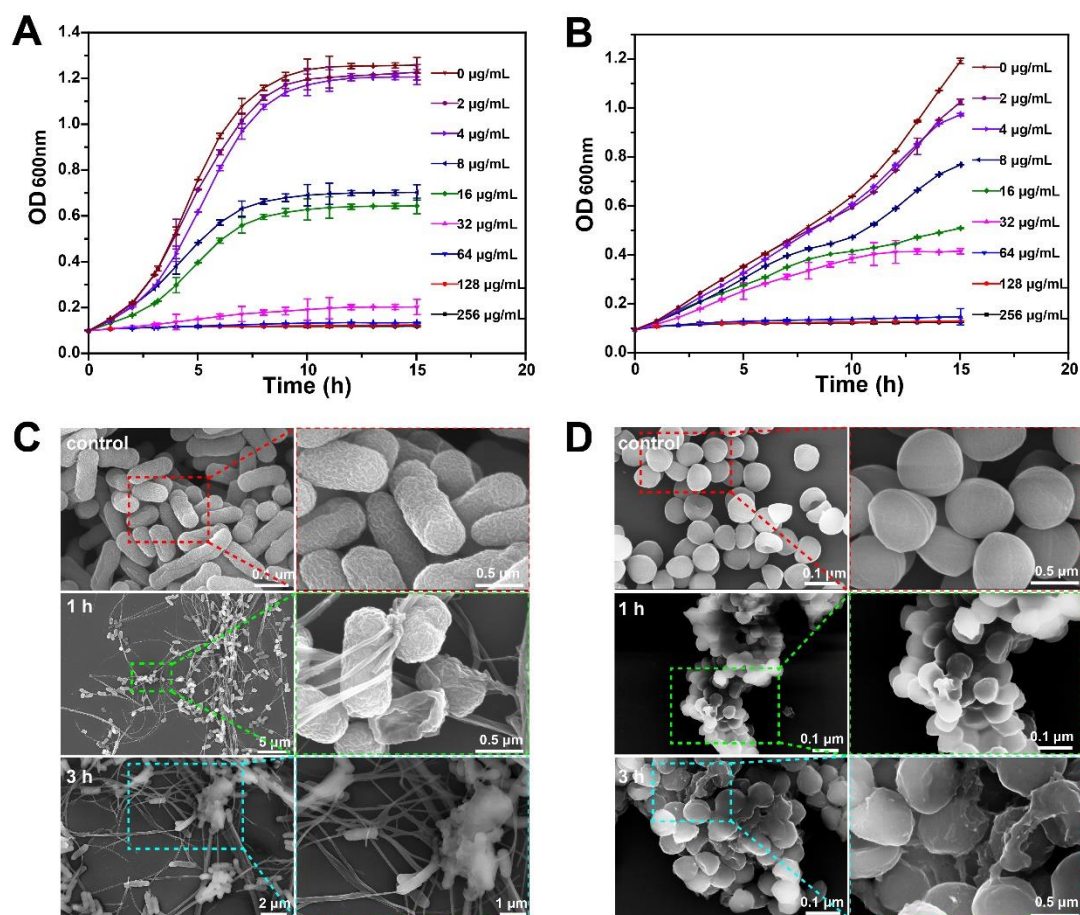 A
OD 600nm
1.4
1.2
1.0
0.8
0.6
0.4
0.2
0.0
0 5 10 15 20
Time (h)
0 µg/mL
2 µg/mL
4 µg/mL
8 µg/mL
16 µg/mL
32 µg/mL
64 µg/mL
128 µg/mL
256 µg/mL
B
OD 600nm
1.2
1.0
0.8
0.6
0.4
0.2
0.0
0 5 10 15 20
Time (h)
0 µg/mL
2 µg/mL
4 µg/mL
8 µg/mL
16 µg/mL
32 µg/mL
64 µg/mL
128 µg/mL
256 µg/mL
C
control
0.1 µm
0.5 µm
1 h
5 µm
0.5 µm
3 h
2 µm
1 µm
D
control
0.1 µm
0.5 µm
1 h
0.1 µm
0.1 µm
3 h
0.1 µm
0.5 µm